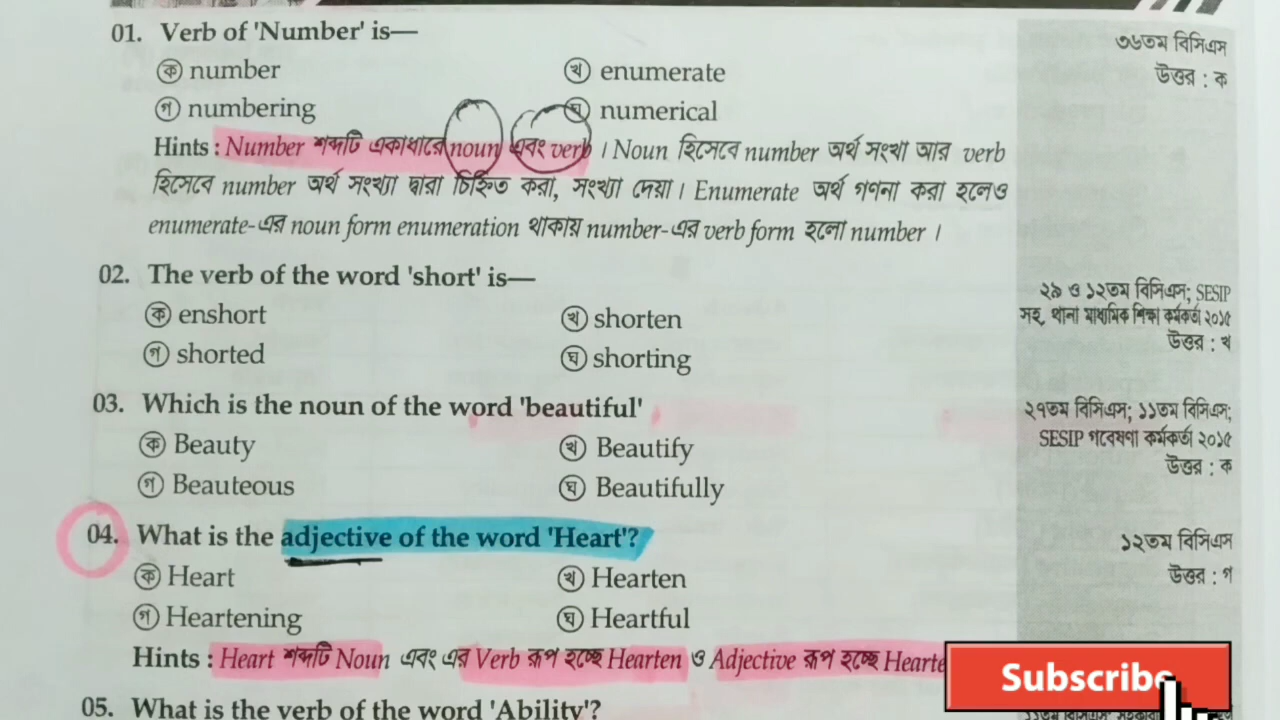 01. Verb of 'Number' is—
৩৬তম বিসিএস
ক number খ enumerate
উত্তর : ক
গ numbering ঘ numerical
Hints : Number শব্দটি একাধারে noun এবং verb । Noun হিসেবে number অর্থ সংখ্যা আর verb
হিসেবে number অর্থ সংখ্যা দ্বারা চিহ্নিত করা, সংখ্যা দেয়া। Enumerate অর্থ গণনা করা হলেও
enumerate-এর noun form enumeration থাকায় number-এর verb form হলো number ।
02. The verb of the word 'short' is—
২৯ ও ১২তম বিসিএস; SESIP
ক enshort খ shorten
সহ. থানা মাধ্যমিক শিক্ষা কর্মকর্তা ২০১৫
গ shorted ঘ shorting
উত্তর : খ
03. Which is the noun of the word 'beautiful'
২৭তম বিসিএস; ১১তম বিসিএস;
ক Beauty খ Beautify
SESIP গবেষণা কর্মকর্তা ২০১৫
গ Beauteous ঘ Beautifully
উত্তর : ক
04. What is the adjective of the word 'Heart'?
১২তম বিসিএস
ক Heart খ Hearten
উত্তর : গ
গ Heartening ঘ Heartful
Hints : Heart শব্দটি Noun এবং এর Verb রূপ হচ্ছে Hearten ও Adjective রূপ হচ্ছে Hearte
Subscribe
05. What is the verb of the word 'Ability'?